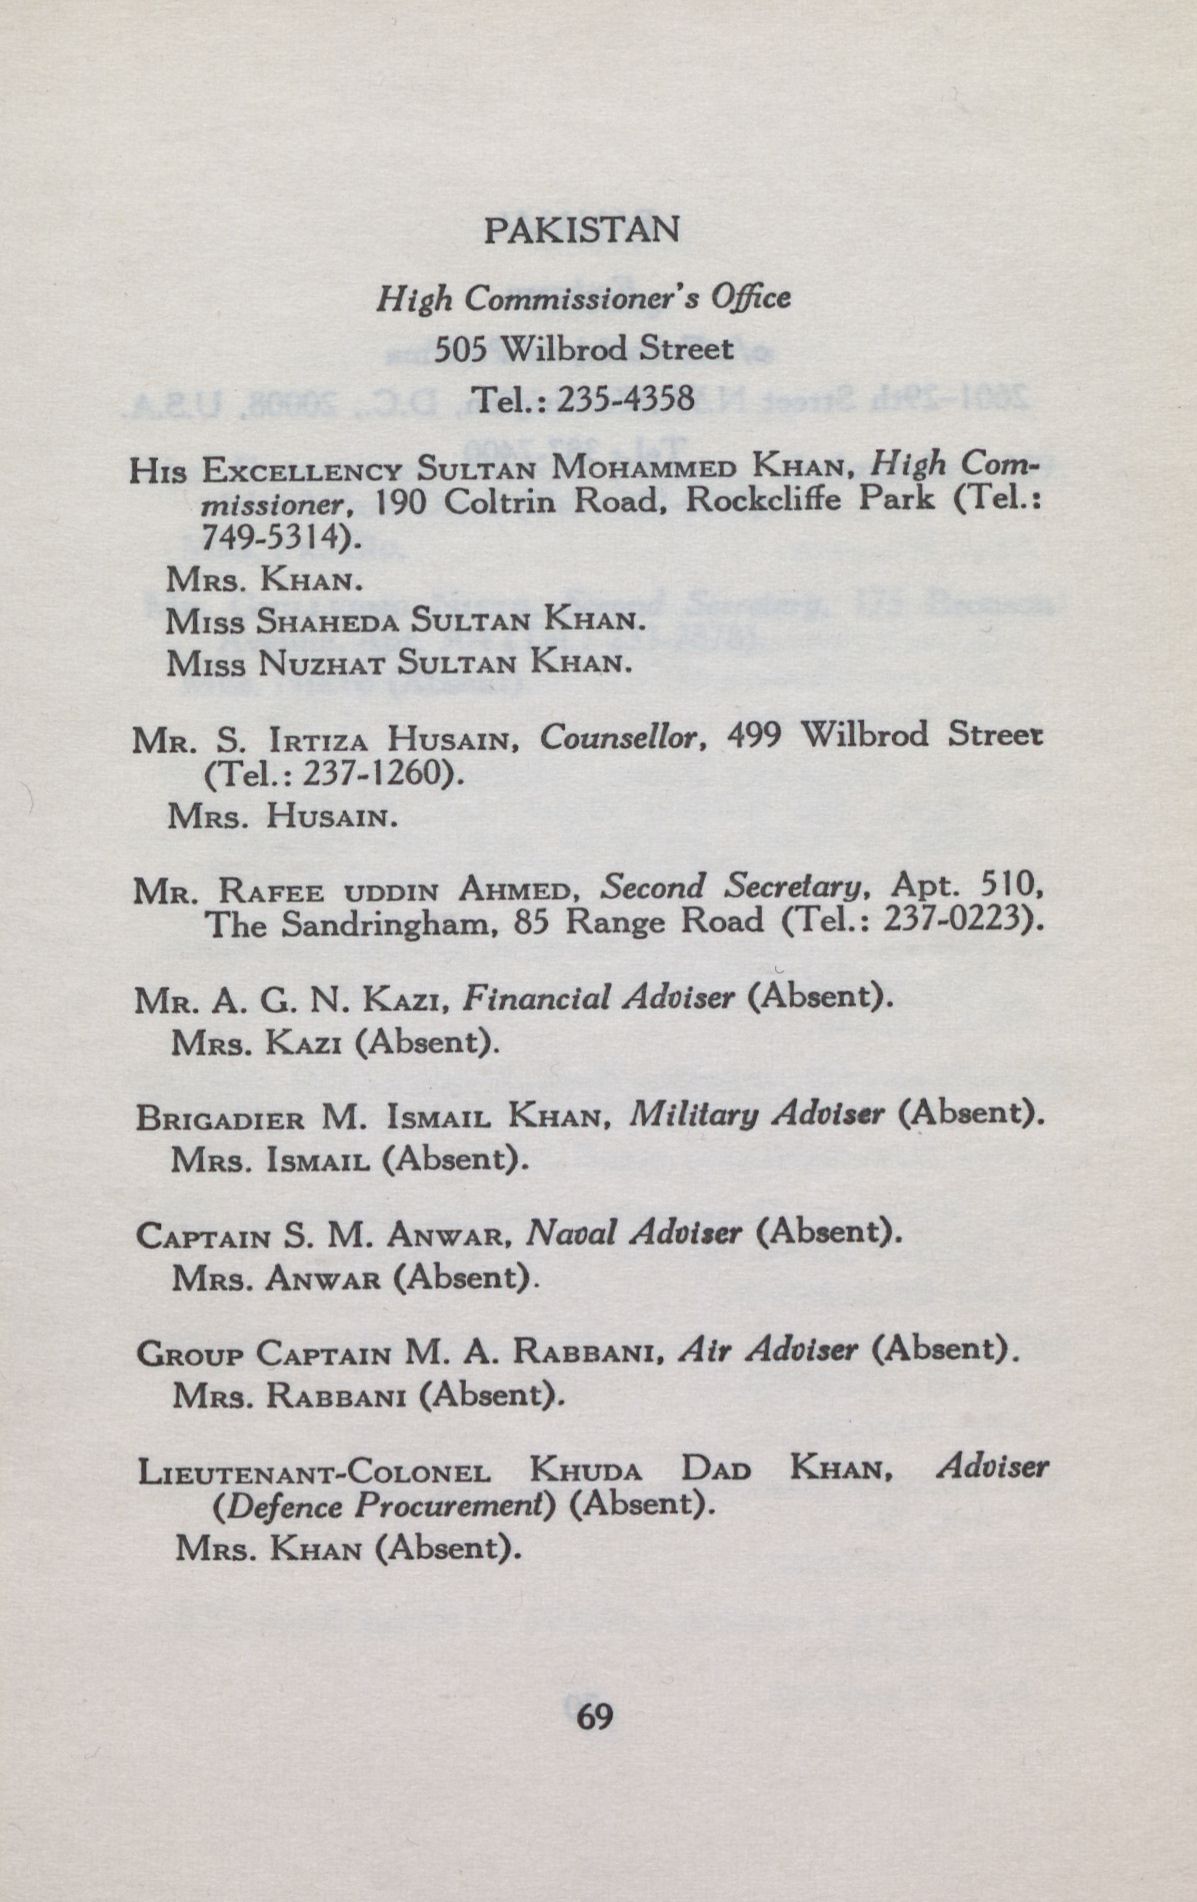 PAKISTAN
High Commissioner's Office
505 Wilbrod Street
Tel.: 235-4358
HIS EXCELLENCY SULTAN MOHAMMED KHAN, High Com-
missioner, 190 Coltrin Road, Rockcliffe Park (Tel.:
749-5314).
MRS. KHAN.
MISS SHAHEDA SULTAN KHAN.
MISS NUZHAT SULTAN KHAN.
MR. S. IRTIZA HUSAIN, Counsellor, 499 Wilbrod Street
(Tel.: 237-1260).
MRS. HUSAIN.
MR. RAFEE UDDIN AHMED, Second Secretary, Apt. 510,
The Sandringham, 85 Range Road (Tel.: 237-0223).
MR. A. G. N. KAZI, Financial Adviser (Absent).
MRS. KAZI (Absent).
BRIGADIER M. ISMAIL KHAN, Military Adviser (Absent).
MRS. ISMAIL (Absent).
CAPTAIN S. M. ANWAR, Naval Adviser (Absent).
MRS. ANWAR (Absent).
GROUP CAPTAIN M. A. RABBANI, Air Adviser (Absent).
MRS. RABBANI (Absent).
LIEUTENANT-COLONEL KHUDA DAD KHAN, Adviser
(Defence Procurement) (Absent).
MRS. KHAN (Absent).
69